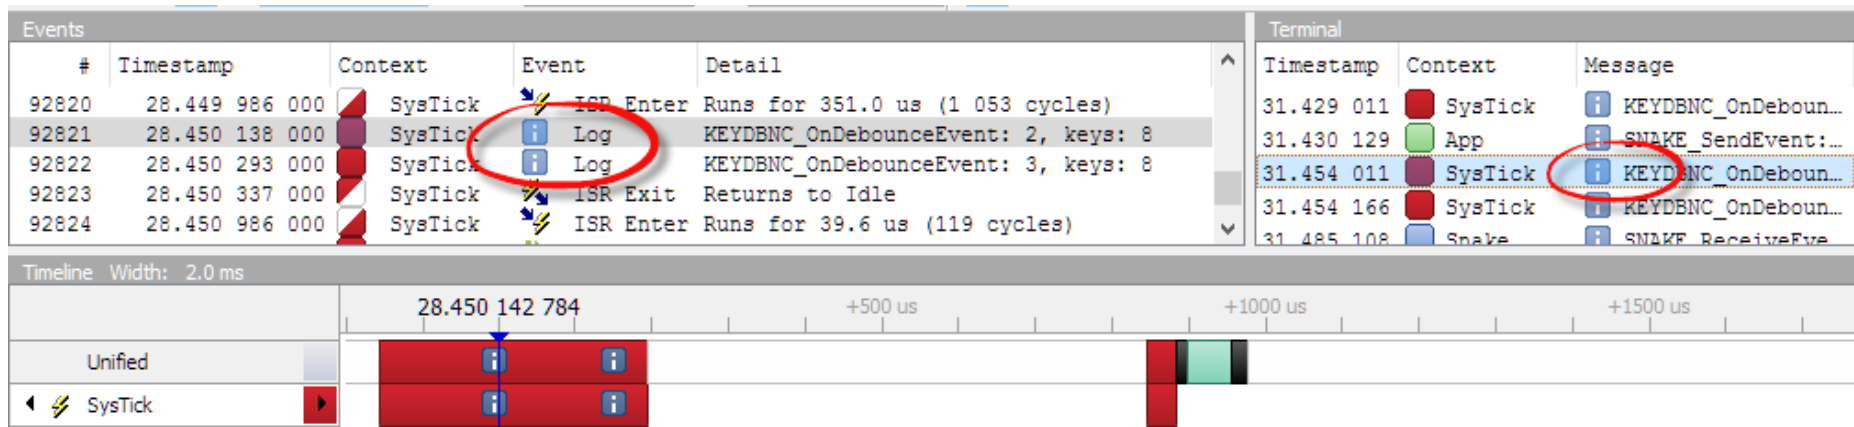 Events
# Timestamp Context Event Detail
92820 28.449 986 000 SysTick ISR Enter Runs for 351.0 us (1 053 cycles)
92821 28.450 138 000 SysTick Log KEYDBNC_OnDebounceEvent: 2, keys: 8
92822 28.450 293 000 SysTick Log KEYDBNC_OnDebounceEvent: 3, keys: 8
92823 28.450 337 000 SysTick ISR Exit Returns to Idle
92824 28.450 986 000 SysTick ISR Enter Runs for 39.6 us (119 cycles)
Terminal
Timestamp Context Message
31.429 011 SysTick KEYDBNC_OnDeboun…
31.430 129 App SNAKE_SendEvent:…
31.454 011 SysTick KEYDBNC_OnDeboun…
31.454 166 SysTick KEYDBNC_OnDeboun…
31.485 108 Snake SNAKE_ReceiveEve
Timeline Width: 2.0 ms
28.450 142 784 +500 us +1000 us +1500 us
Unified
SysTick